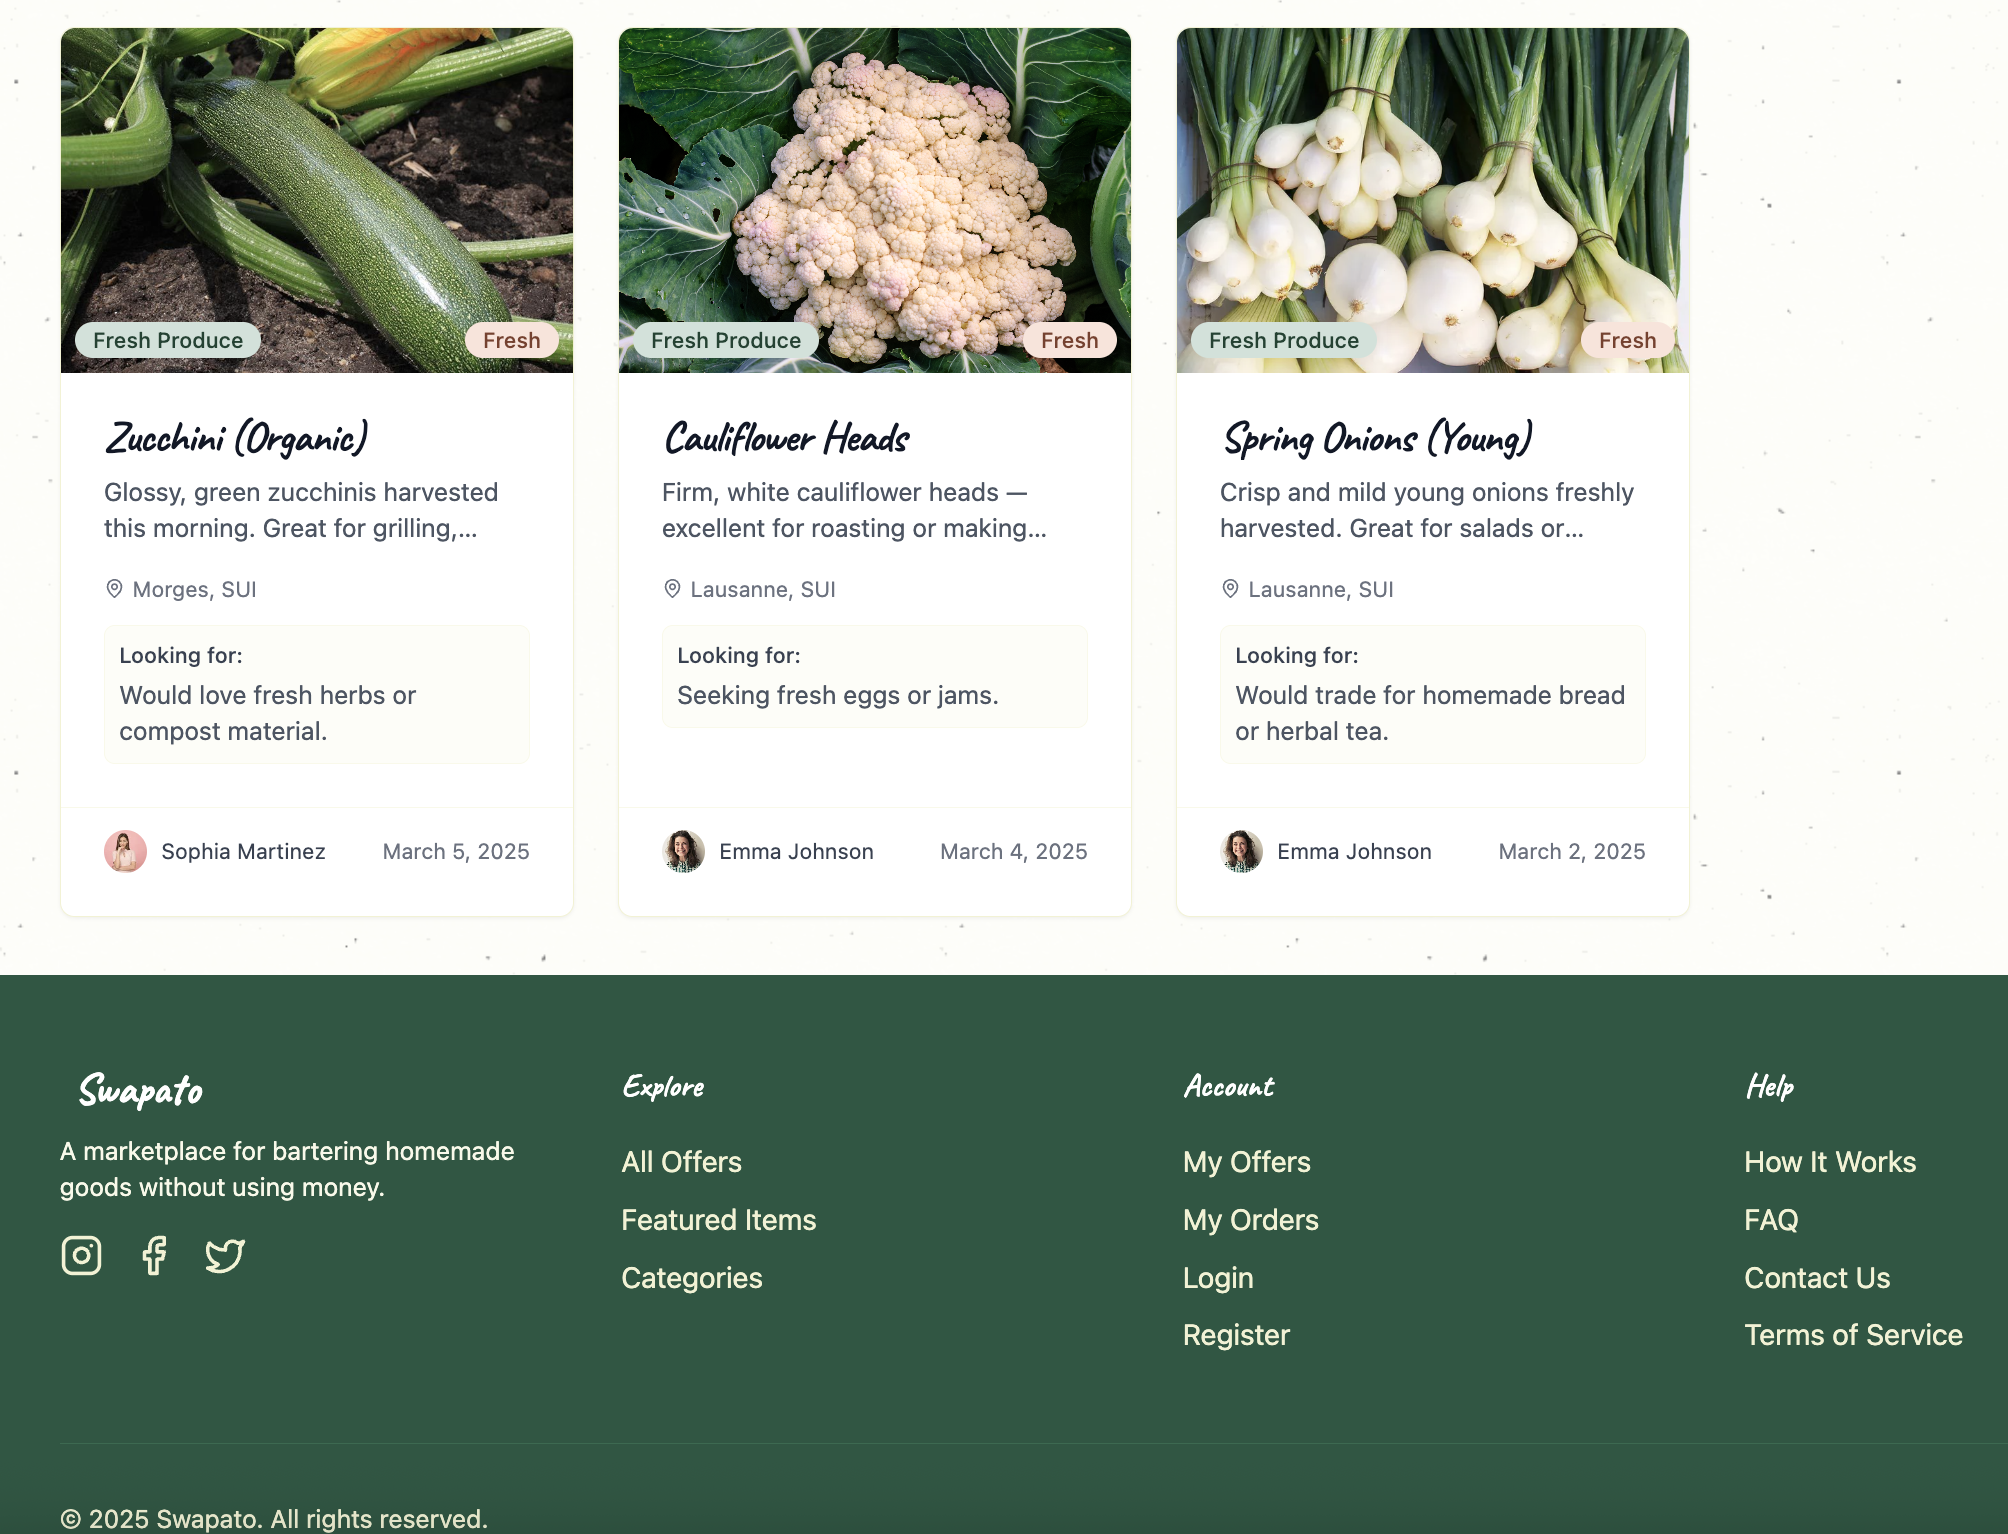 Fresh Produce
Fresh
Zucchini (Organic)
Glossy, green zucchinis harvested
this morning. Great for grilling,...
Morges, SUI
Looking for:
Would love fresh herbs or
compost material.
Sophia Martinez
March 5, 2025
Fresh Produce
Fresh
Cauliflower Heads
Firm, white cauliflower heads —
excellent for roasting or making...
Lausanne, SUI
Looking for:
Seeking fresh eggs or jams.
Emma Johnson
March 4, 2025
Fresh Produce
Fresh
Spring Onions (Young)
Crisp and mild young onions freshly
harvested. Great for salads or...
Lausanne, SUI
Looking for:
Would trade for homemade bread
or herbal tea.
Emma Johnson
March 2, 2025
Swapato
A marketplace for bartering homemade
goods without using money.
Explore
All Offers
Featured Items
Categories
Account
My Offers
My Orders
Login
Register
Help
How It Works
FAQ
Contact Us
Terms of Service
© 2025 Swapato. All rights reserved.